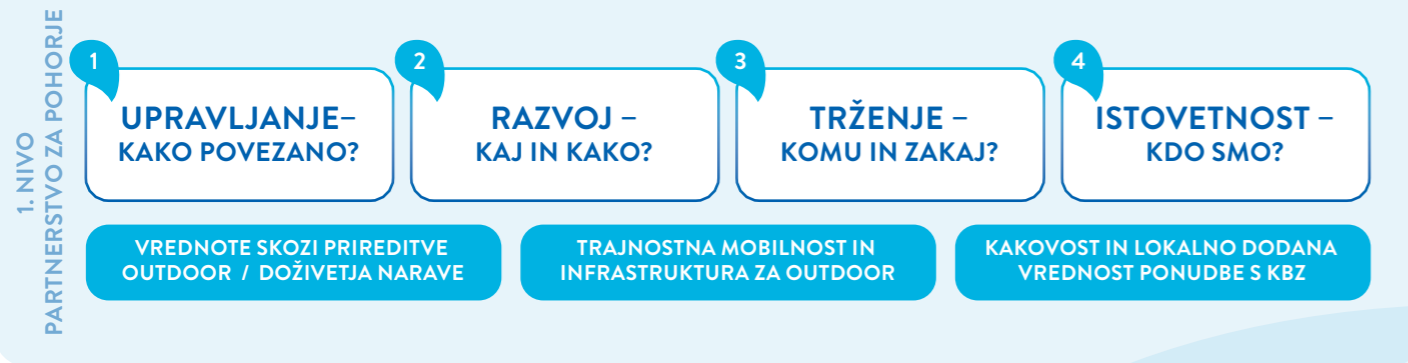 1. NIVO
PARTNERSTVO ZA POHORJE
1
UPRAVLJANJE–
KAKO POVEZANO?
2
RAZVOJ –
KAJ IN KAKO?
3
TRŽENJE –
KOMU IN ZAKAJ?
4
ISTOVETNOST –
KDO SMO?
VREDNOTE SKOZI PRIREDITVE
OUTDOOR / DOŽIVETJA NARAVE
TRAJNOSTNA MOBILNOST IN
INFRASTRUKTURA ZA OUTDOOR
KAKOVOST IN LOKALNO DODANA
VREDNOST PONUDBE S KBZ